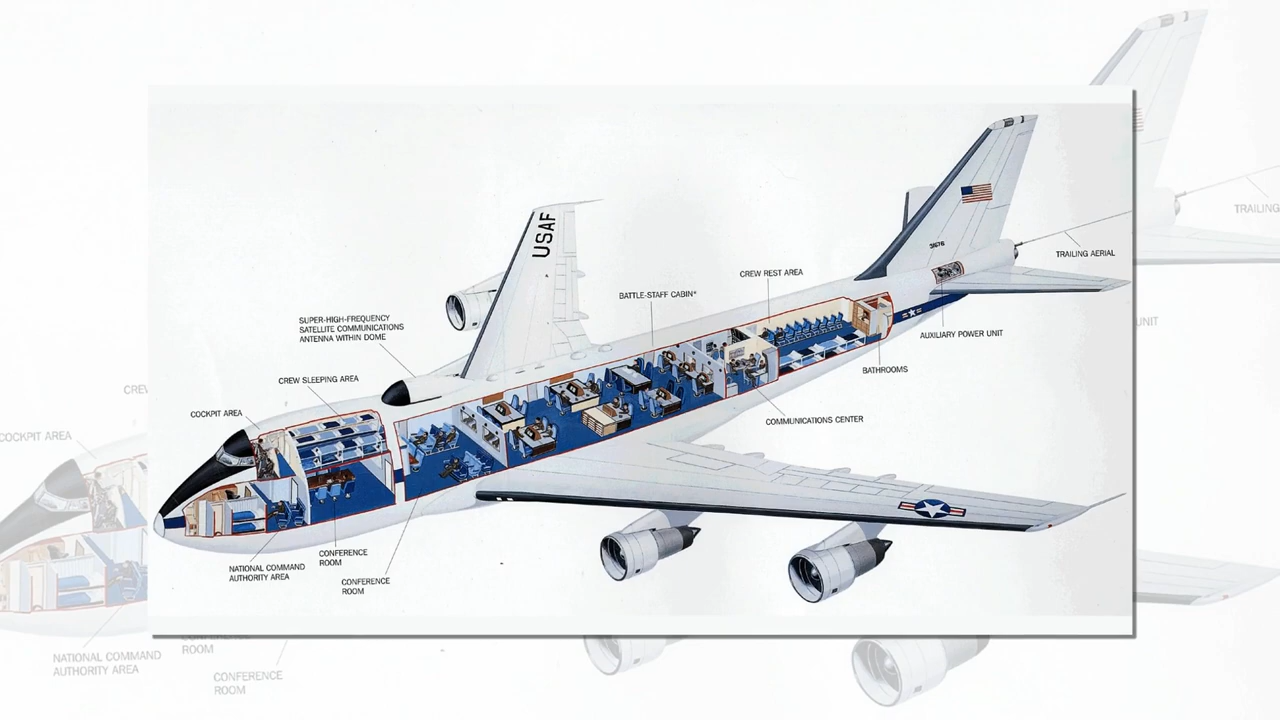 USAF
TRAILING AERIAL
CREW REST AREA
BATTLE-STAFF CABIN*
SUPER-HIGH-FREQUENCY
SATELLITE COMMUNICATIONS
ANTENNA WITHIN DOME
AUXILIARY POWER UNIT
BATHROOMS
CREW SLEEPING AREA
COCKPIT AREA
COMMUNICATIONS CENTER
NATIONAL COMMAND
AUTHORITY AREA
CONFERENCE
ROOM
CONFERENCE
ROOM
TRAILING
UNIT
CREW
COCKPIT AREA
NATIONAL COMMAND
AUTHORITY AREA
ROOM
CONFERENCE
ROOM